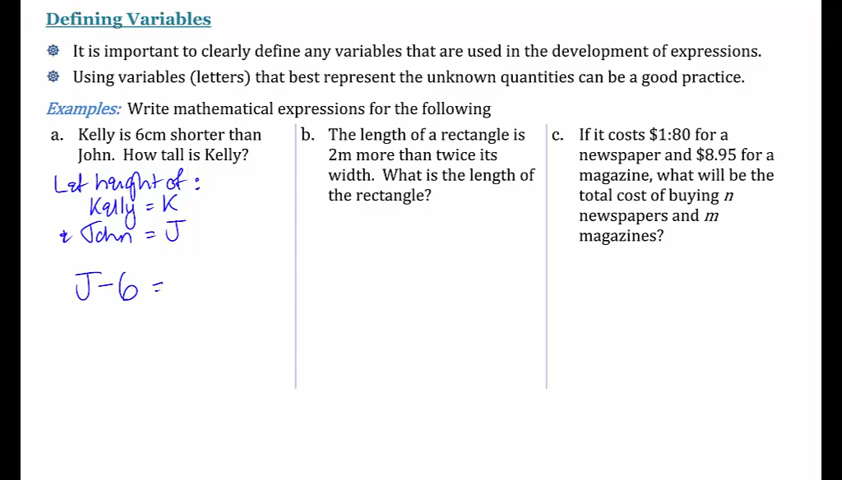 Defining Variables
It is important to clearly define any variables that are used in the development of expressions.
Using variables (letters) that best represent the unknown quantities can be a good practice.
Examples: Write mathematical expressions for the following
a. Kelly is 6cm shorter than
John. How tall is Kelly?
Let height of :
Kelly = K
& John = J
J-6 =
b. The length of a rectangle is
2m more than twice its
width. What is the length of
the rectangle?
c. If it costs $1:80 for a
newspaper and $8.95 for a
magazine, what will be the
total cost of buying n
newspapers and m
magazines?